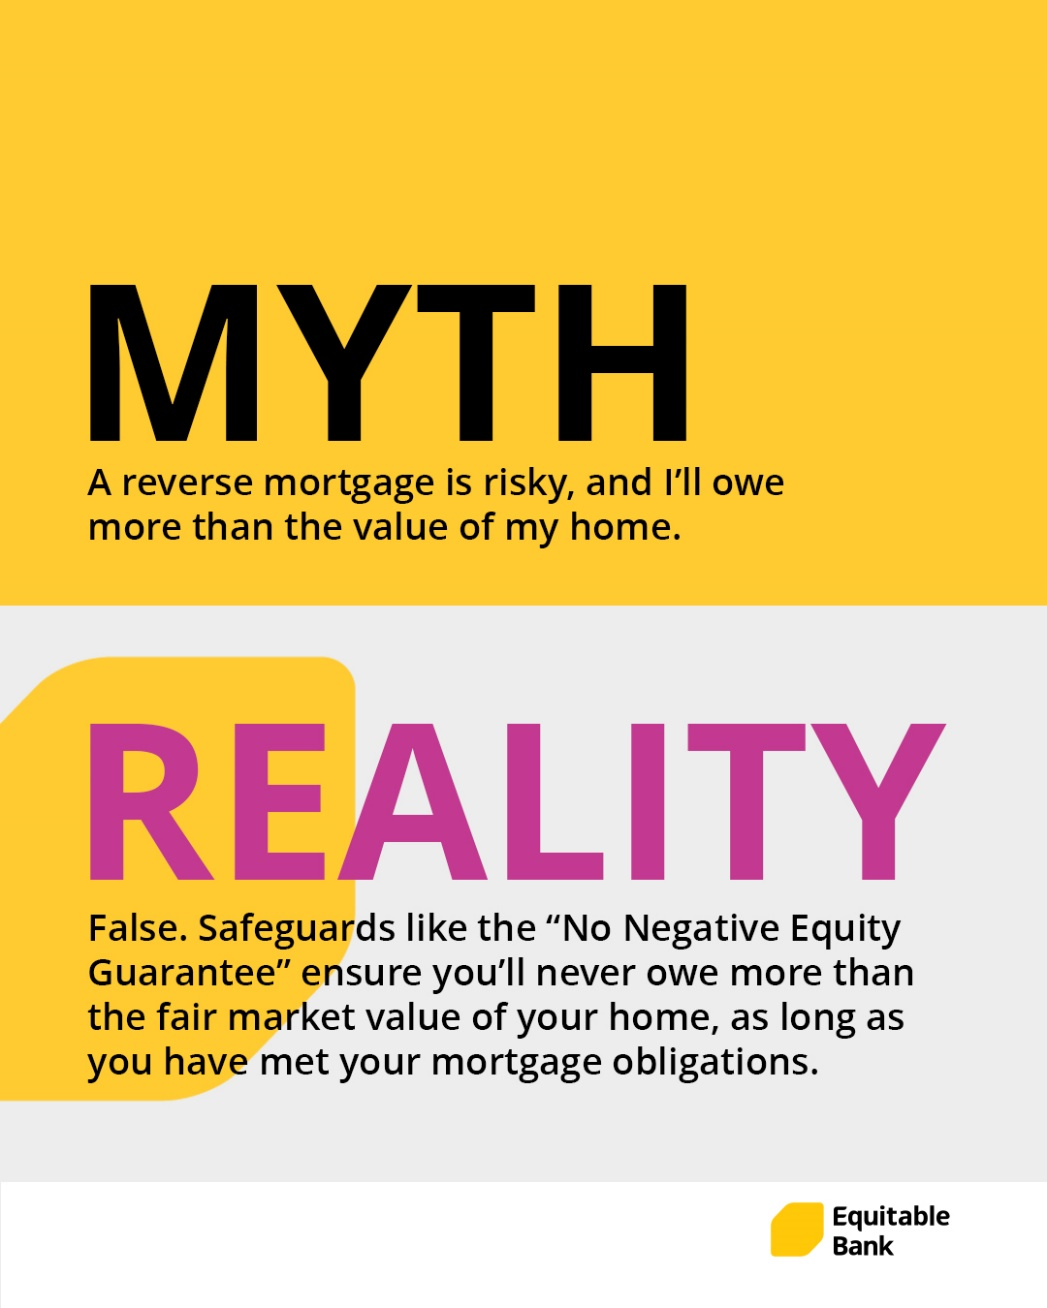 MYTH
A reverse mortgage is risky, and I’ll owe
more than the value of my home.
REALITY
False. Safeguards like the “No Negative Equity
Guarantee” ensure you’ll never owe more than
the fair market value of your home, as long as
you have met your mortgage obligations.
Equitable
Bank